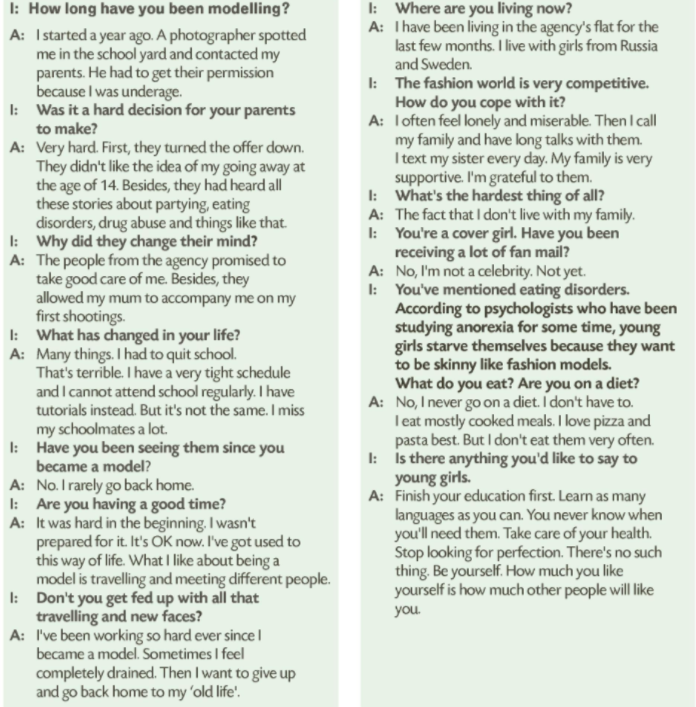 I: How long have you been modelling?
A: I started a year ago. A photographer spotted
me in the school yard and contacted my
parents. He had to get their permission
because I was underage.
I: Was it a hard decision for your parents
to make?
A: Very hard. First, they turned the offer down.
They didn't like the idea of my going away at
the age of 14. Besides, they had heard all
these stories about partying, eating
disorders, drug abuse and things like that.
I: Why did they change their mind?
A: The people from the agency promised to
take good care of me. Besides, they
allowed my mum to accompany me on my
first shootings.
I: What has changed in your life?
A: Many things. I had to quit school.
That's terrible. I have a very tight schedule
and I cannot attend school regularly. I have
tutorials instead. But it's not the same. I miss
my schoolmates a lot.
I: Have you been seeing them since you
became a model?
A: No. I rarely go back home.
I: Are you having a good time?
A: It was hard in the beginning. I wasn't
prepared for it. It's OK now. I've got used to
this way of life. What I like about being a
model is travelling and meeting different people.
I: Don't you get fed up with all that
travelling and new faces?
A: I've been working so hard ever since I
became a model. Sometimes I feel
completely drained. Then I want to give up
and go back home to my 'old life'.
I: Where are you living now?
A: I have been living in the agency's flat for the
last few months. I live with girls from Russia
and Sweden.
I: The fashion world is very competitive.
How do you cope with it?
A: I often feel lonely and miserable. Then I call
my family and have long talks with them.
I text my sister every day. My family is very
supportive. I'm grateful to them.
I: What's the hardest thing of all?
A: The fact that I don't live with my family.
I: You're a cover girl. Have you been
receiving a lot of fan mail?
A: No, I'm not a celebrity. Not yet.
I: You've mentioned eating disorders.
According to psychologists who have been
studying anorexia for some time, young
girls starve themselves because they want
to be skinny like fashion models.
What do you eat? Are you on a diet?
A: No, I never go on a diet. I don't have to.
I eat mostly cooked meals. I love pizza and
pasta best. But I don't eat them very often.
I: Is there anything you'd like to say to
young girls.
A: Finish your education first. Learn as many
languages as you can. You never know when
you'll need them. Take care of your health.
Stop looking for perfection. There's no such
thing. Be yourself. How much you like
yourself is how much other people will like
you.